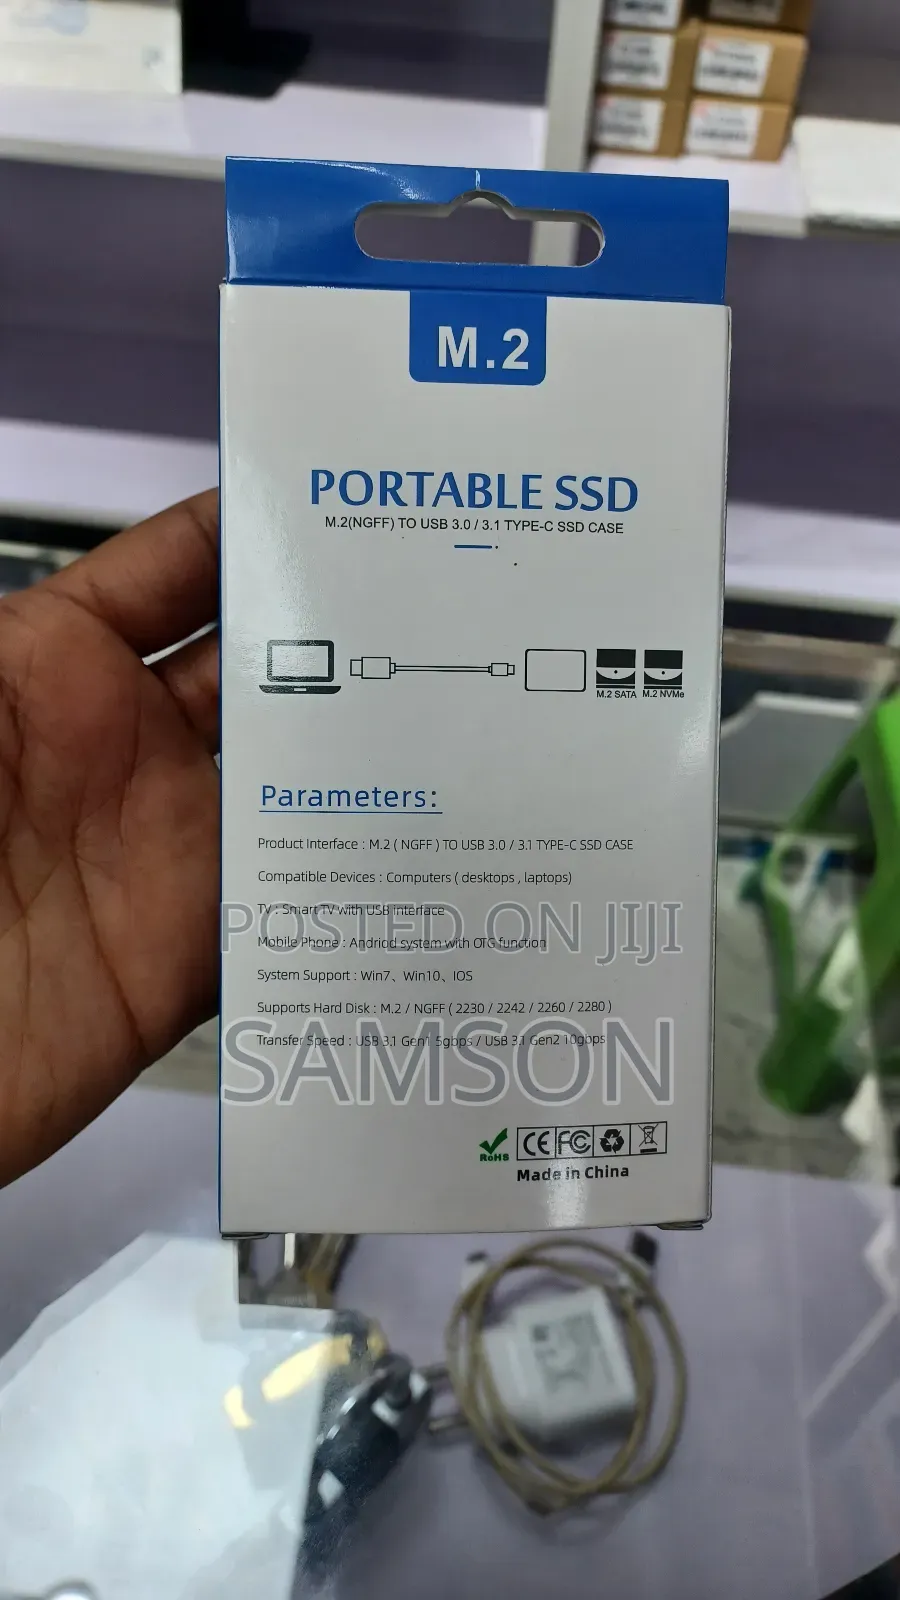 M.2
PORTABLE SSD
M.2(NGFF) TO USB 3.0 / 3.1 TYPE-C SSD CASE
M.2 SATA M.2 NVMe
Parameters:
Product Interface : M.2 ( NGFF ) TO USB 3.0 / 3.1 TYPE-C SSD CASE
Compatible Devices : Computers ( desktops , laptops)
TV : Smart TV with USB interface
POSTED ON JIJI
Mobile Phone : Andriod system with OTG function
System Support : Win7、Win10、IOS
Supports Hard Disk : M.2 / NGFF ( 2230 / 2242 / 2260 / 2280 )
Transfer Speed : USB 3.1 Gen1 5gbps / USB 3.1 Gen2 10gbps
SAMSON
RoHS CE FC
Made in China